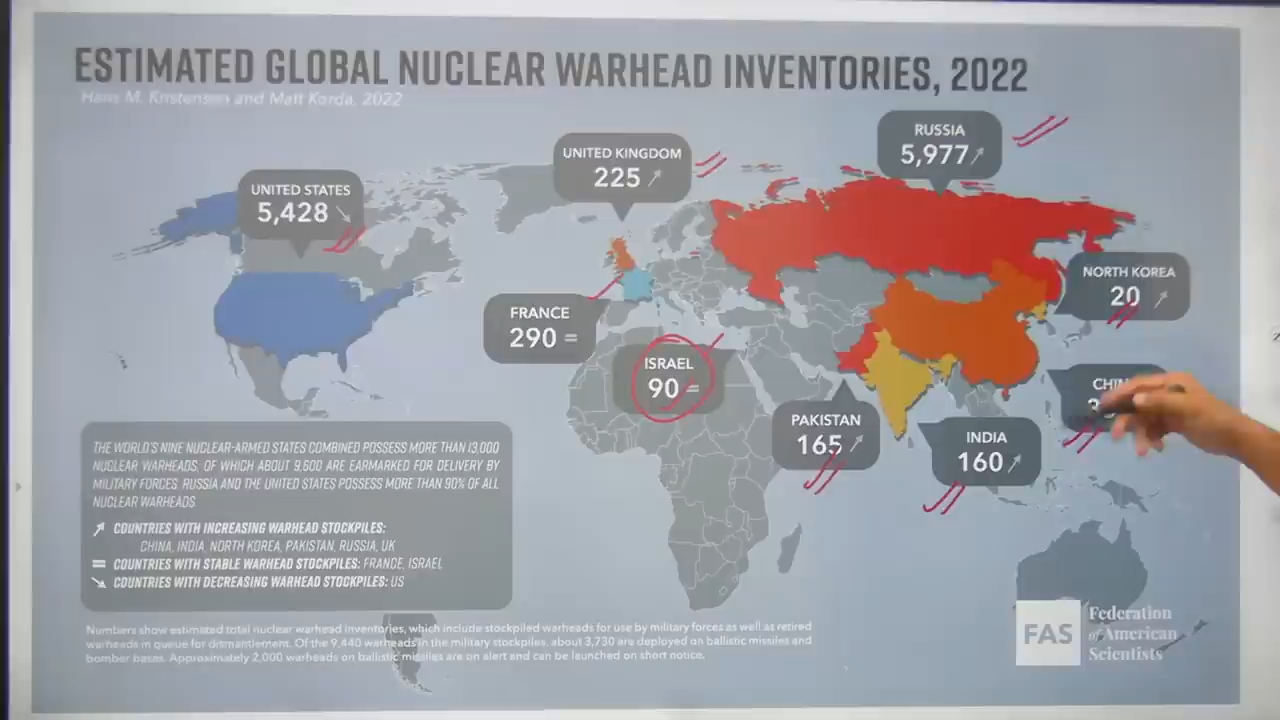 ESTIMATED GLOBAL NUCLEAR WARHEAD INVENTORIES, 2022
Hans M. Kristensen and Matt Korda, 2022
RUSSIA
5,977
UNITED KINGDOM
225
UNITED STATES
5,428
NORTH KOREA
20
FRANCE
290 =
ISRAEL
90 =
CHIN
3
PAKISTAN
165
INDIA
160
THE WORLD'S NINE NUCLEAR-ARMED STATES COMBINED POSSESS MORE THAN 13,000
NUCLEAR WARHEADS, OF WHICH ABOUT 9,600 ARE EARMARKED FOR DELIVERY BY
MILITARY FORCES. RUSSIA AND THE UNITED STATES POSSESS MORE THAN 90% OF ALL
NUCLEAR WARHEADS
COUNTRIES WITH INCREASING WARHEAD STOCKPILES:
CHINA, INDIA, NORTH KOREA, PAKISTAN, RUSSIA, UK
= COUNTRIES WITH STABLE WARHEAD STOCKPILES: FRANCE, ISRAEL
COUNTRIES WITH DECREASING WARHEAD STOCKPILES: US
Numbers show estimated total nuclear warhead inventories, which include stockpiled warheads for use by military forces as well as retired
warheads in queue for dismantlement. Of the 9,440 warheads in the military stockpiles, about 3,730 are deployed on ballistic missiles and
bomber bases. Approximately 2,000 warheads on ballistic missiles are on alert and can be launched on short notice.
FAS
Federation
of American
Scientists